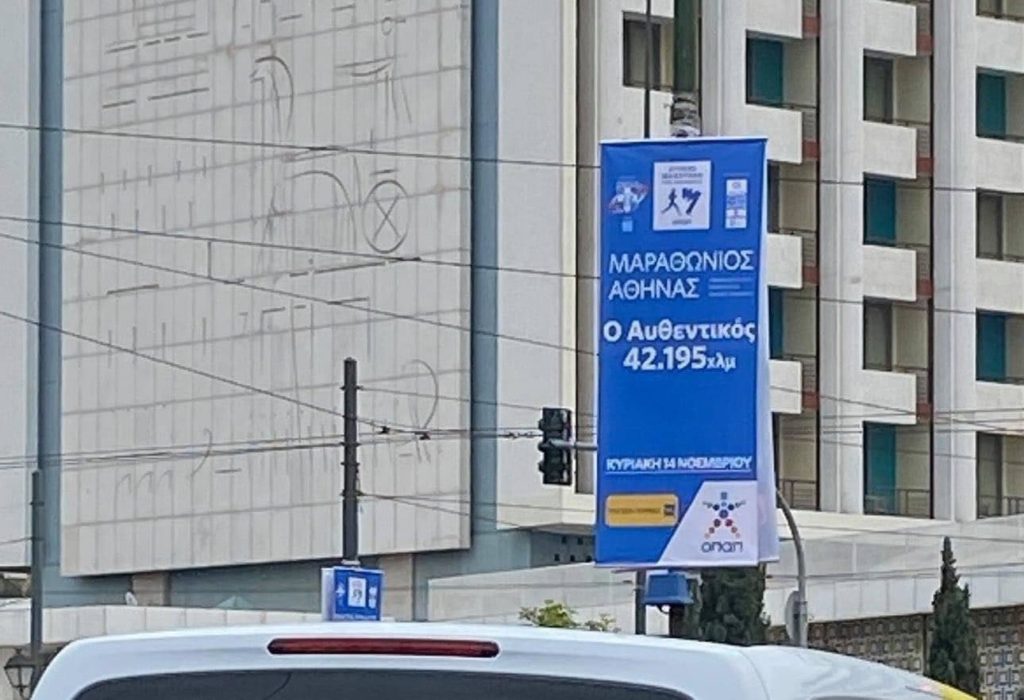 ΜΑΡΑΘΩΝΙΟΣ
ΑΘΗΝΑΣ
Ο Αυθεντικός
42.195χλμ
ΚΥΡΙΑΚΗ 14 ΝΟΕΜΒΡΙΟΥ
οπαπ